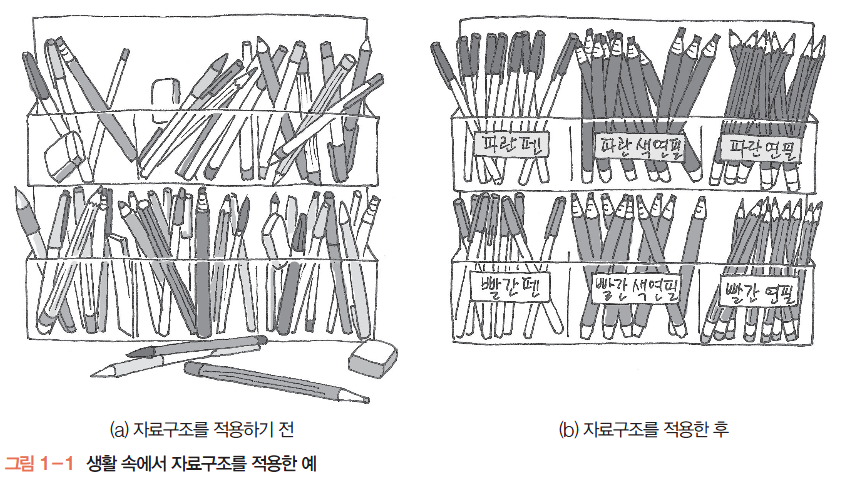 파란펜
파란색연필
파란연필
빨간펜
빨간색연필
빨간연필
(a) 자료구조를 적용하기 전
(b) 자료구조를 적용한 후
그림 1-1 생활 속에서 자료구조를 적용한 예